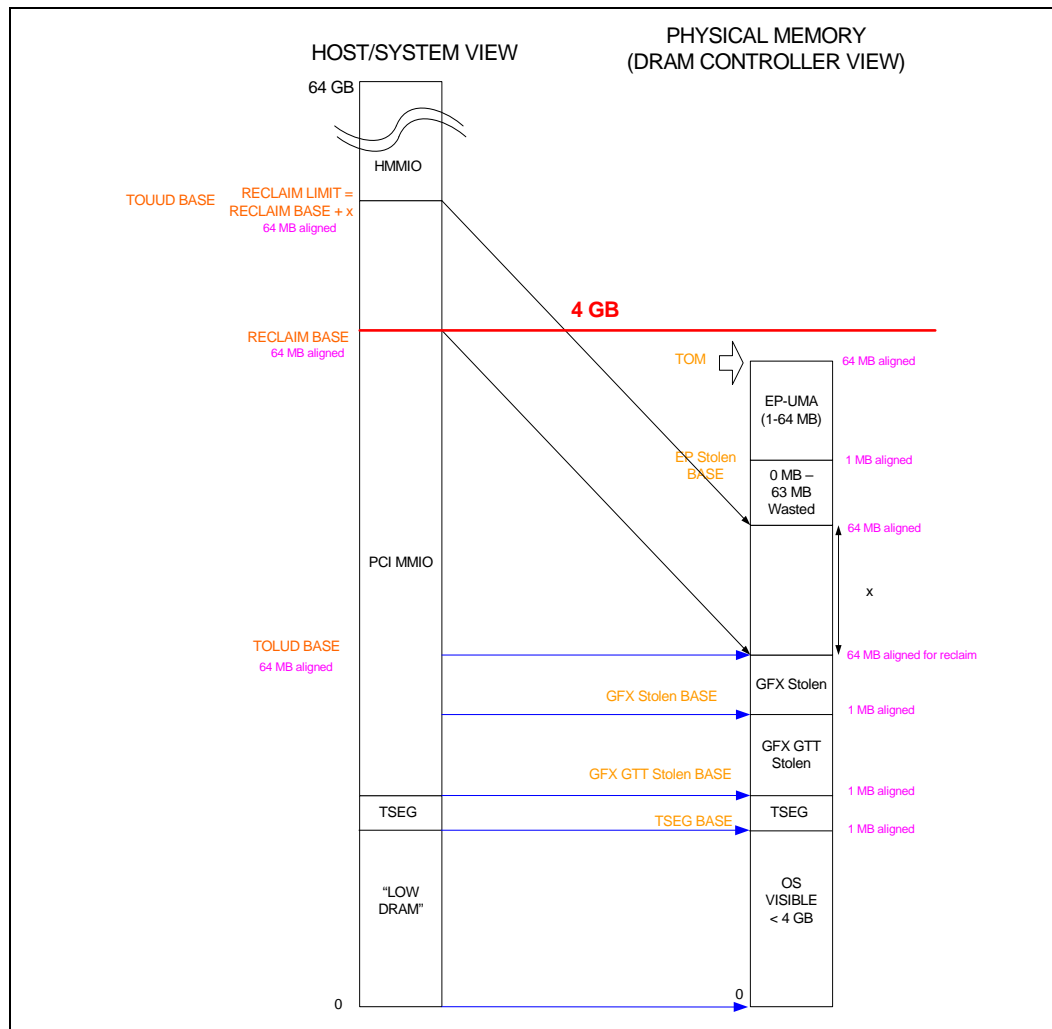 HOST/SYSTEM VIEW
PHYSICAL MEMORY
(DRAM CONTROLLER VIEW)
64 GB
HMMIO
TOUUD BASE
RECLAIM LIMIT =
RECLAIM BASE + x
64 MB aligned
4 GB
RECLAIM BASE
64 MB aligned
TOM
64 MB aligned
EP-UMA
(1-64 MB)
EP Stolen
BASE
1 MB aligned
0 MB –
63 MB
Wasted
64 MB aligned
PCI MMIO
x
TOLUD BASE
64 MB aligned
64 MB aligned for reclaim
GFX Stolen
GFX Stolen BASE
1 MB aligned
GFX GTT
Stolen
GFX GTT Stolen BASE
1 MB aligned
TSEG
TSEG
TSEG BASE
1 MB aligned
“LOW
DRAM”
OS
VISIBLE
< 4 GB
0
0